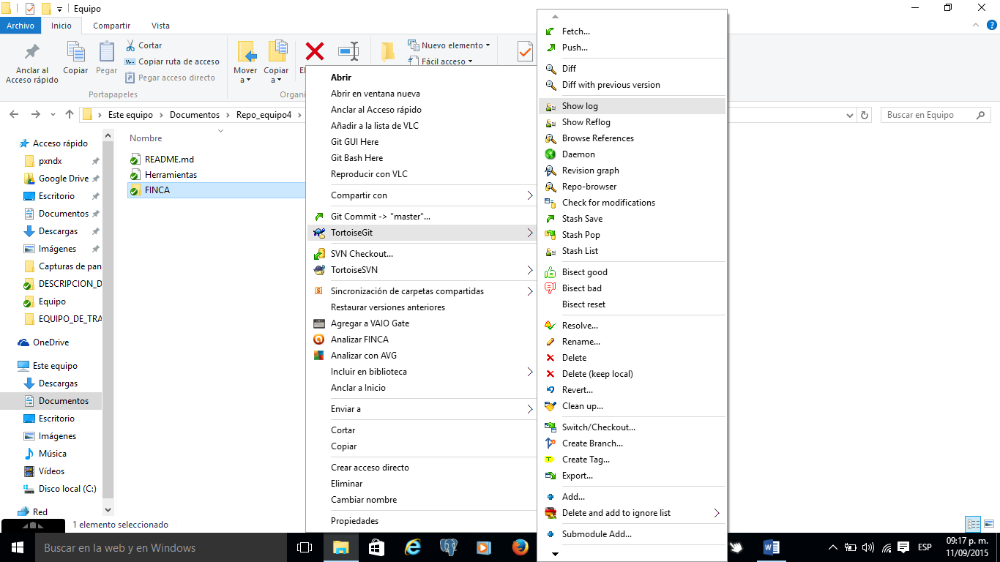 Equipo
Archivo
Inicio
Compartir
Vista
Anclar al
Acceso rápido
Copiar
Pegar
Cortar
Copiar ruta de acceso
Pegar acceso directo
Portapapeles
Mover
a
Copiar
a
Nuevo elemento
Fácil acceso
Este equipo
Documentos
Repo_equipo4
Buscar en Equipo
Acceso rápido
pxndx
Google Drive
Escritorio
Documentos
Descargas
Imágenes
Capturas de pan
DESCRIPCION_D
Equipo
EQUIPO_DE_TRA
OneDrive
Este equipo
Descargas
Documentos
Escritorio
Imágenes
Música
Vídeos
Disco local (C:)
Red
Nombre
README.md
Herramientas
FINCA
1 elemento seleccionado
Abrir
Abrir en ventana nueva
Anclar al Acceso rápido
Añadir a la lista de VLC
Git GUI Here
Git Bash Here
Reproducir con VLC
Compartir con
Git Commit -> "master"...
TortoiseGit
SVN Checkout...
TortoiseSVN
Sincronización de carpetas compartidas
Restaurar versiones anteriores
Agregar a VAIO Gate
Analizar FINCA
Analizar con AVG
Incluir en biblioteca
Anclar a Inicio
Enviar a
Cortar
Copiar
Crear acceso directo
Eliminar
Cambiar nombre
Propiedades
Fetch...
Push...
Diff
Diff with previous version
Show log
Show Reflog
Browse References
Daemon
Revision graph
Repo-browser
Check for modifications
Stash Save
Stash Pop
Stash List
Bisect good
Bisect bad
Bisect reset
Resolve...
Rename...
Delete
Delete (keep local)
Revert...
Clean up...
Switch/Checkout...
Create Branch...
Create Tag...
Export...
Add...
Delete and add to ignore list
Submodule Add...
Buscar en la web y en Windows
ESP
09:17 p. m.
11/09/2015